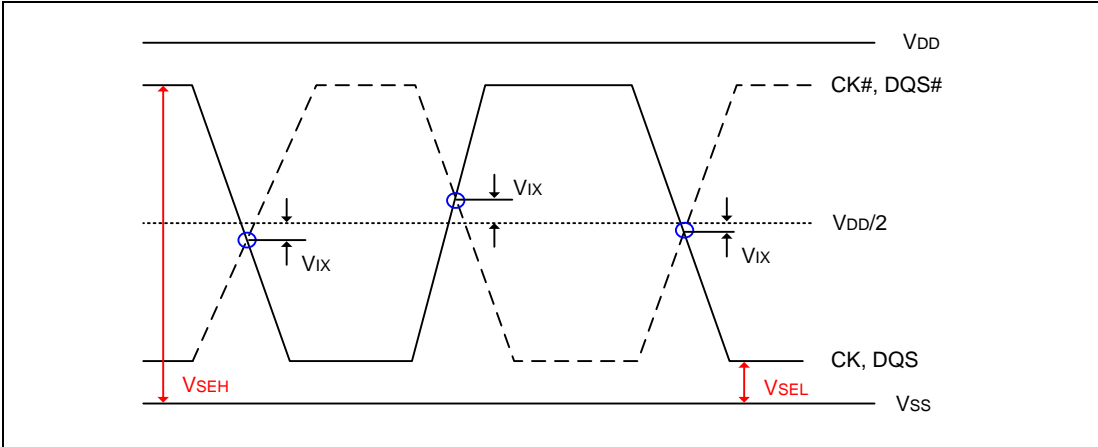 VDD
CK#, DQS#
VIX
VDD/2
VIX
VIX
CK, DQS
VSEH
VSEL
VSS